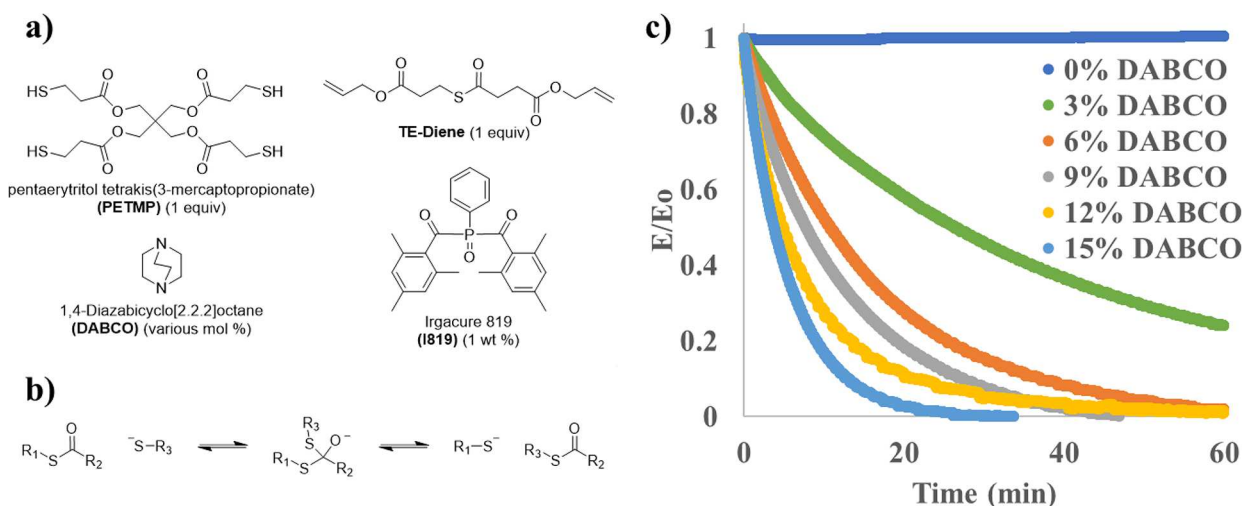 a)
HS
O
O
O
O
SH
HS
O
O
O
O
SH
pentaerytritol tetrakis(3-mercaptopropionate)
(PETMP) (1 equiv)
N
N
1,4-Diazabicyclo[2.2.2]octane
(DABCO) (various mol %)
O
O
S
O
O
O
TE-Diene (1 equiv)
O
P
O
O
Irgacure 819
(I819) (1 wt %)
b)
R1
S
O
R2
−S−R3
R3
S
O−
R1
S
R2
R1−S−
R3
S
O
R2
c)
1
0.8
0.6
0.4
0.2
0
E/Eo
0
20
40
60
Time (min)
0% DABCO
3% DABCO
6% DABCO
9% DABCO
12% DABCO
15% DABCO